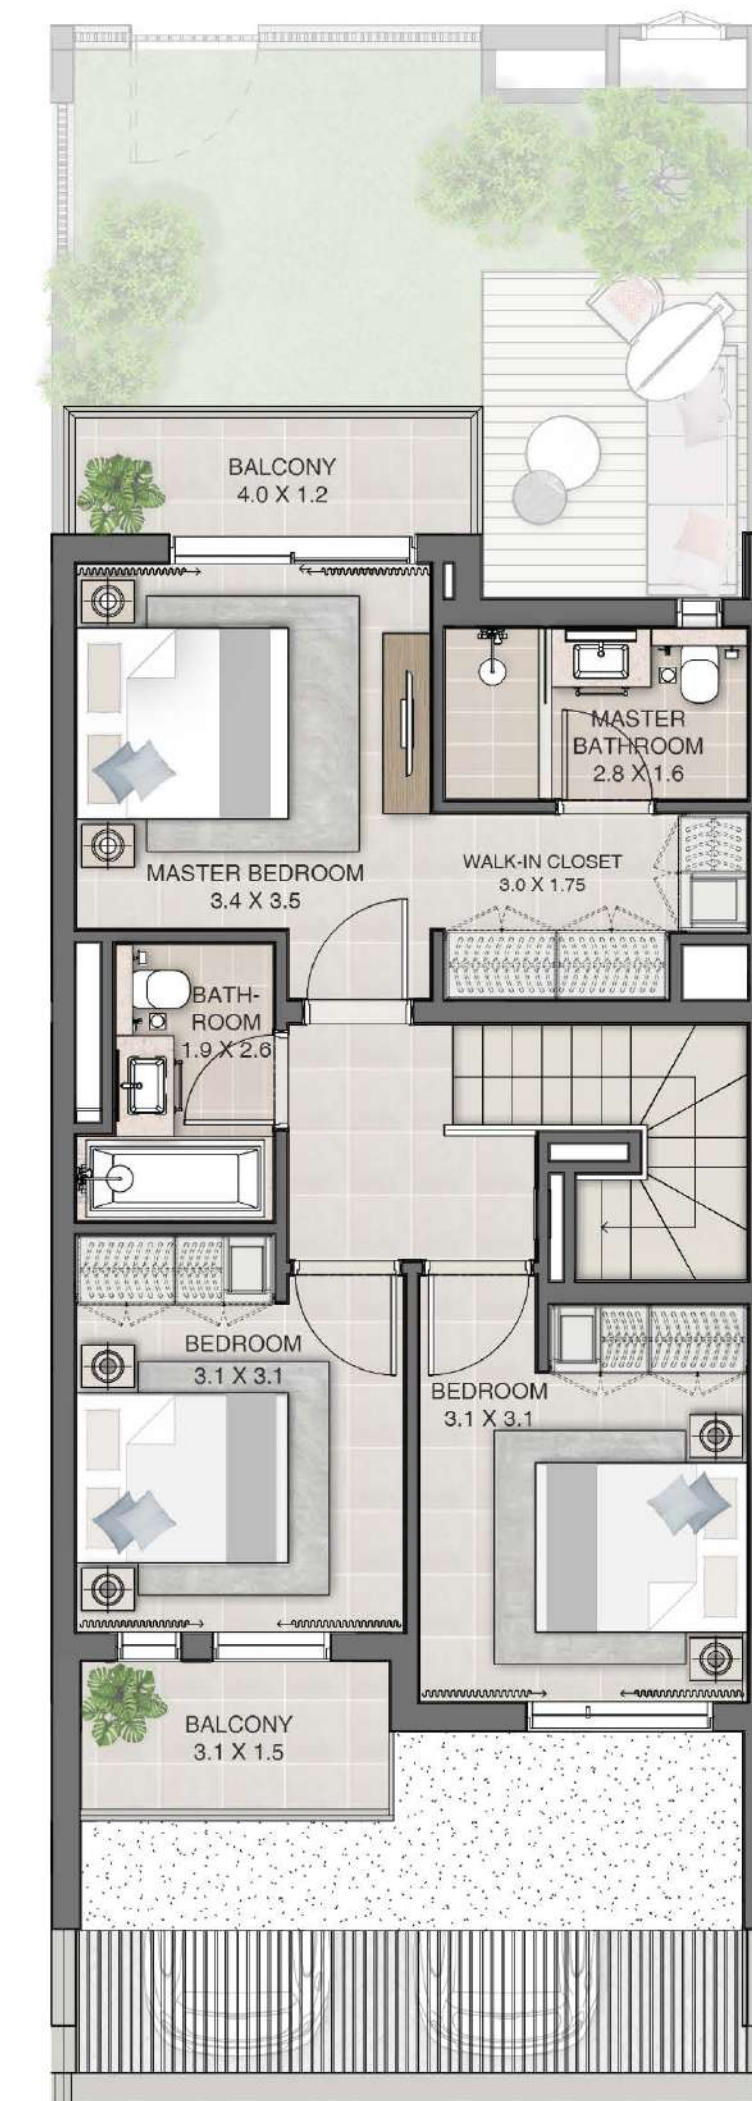 BALCONY
4.0 X 1.2
MASTER
BATHROOM
2.8 X 1.6
MASTER BEDROOM
3.4 X 3.5
WALK-IN CLOSET
3.0 X 1.75
BATH-
ROOM
1.9 X 2.6
BEDROOM
3.1 X 3.1
BEDROOM
3.1 X 3.1
BALCONY
3.1 X 1.5